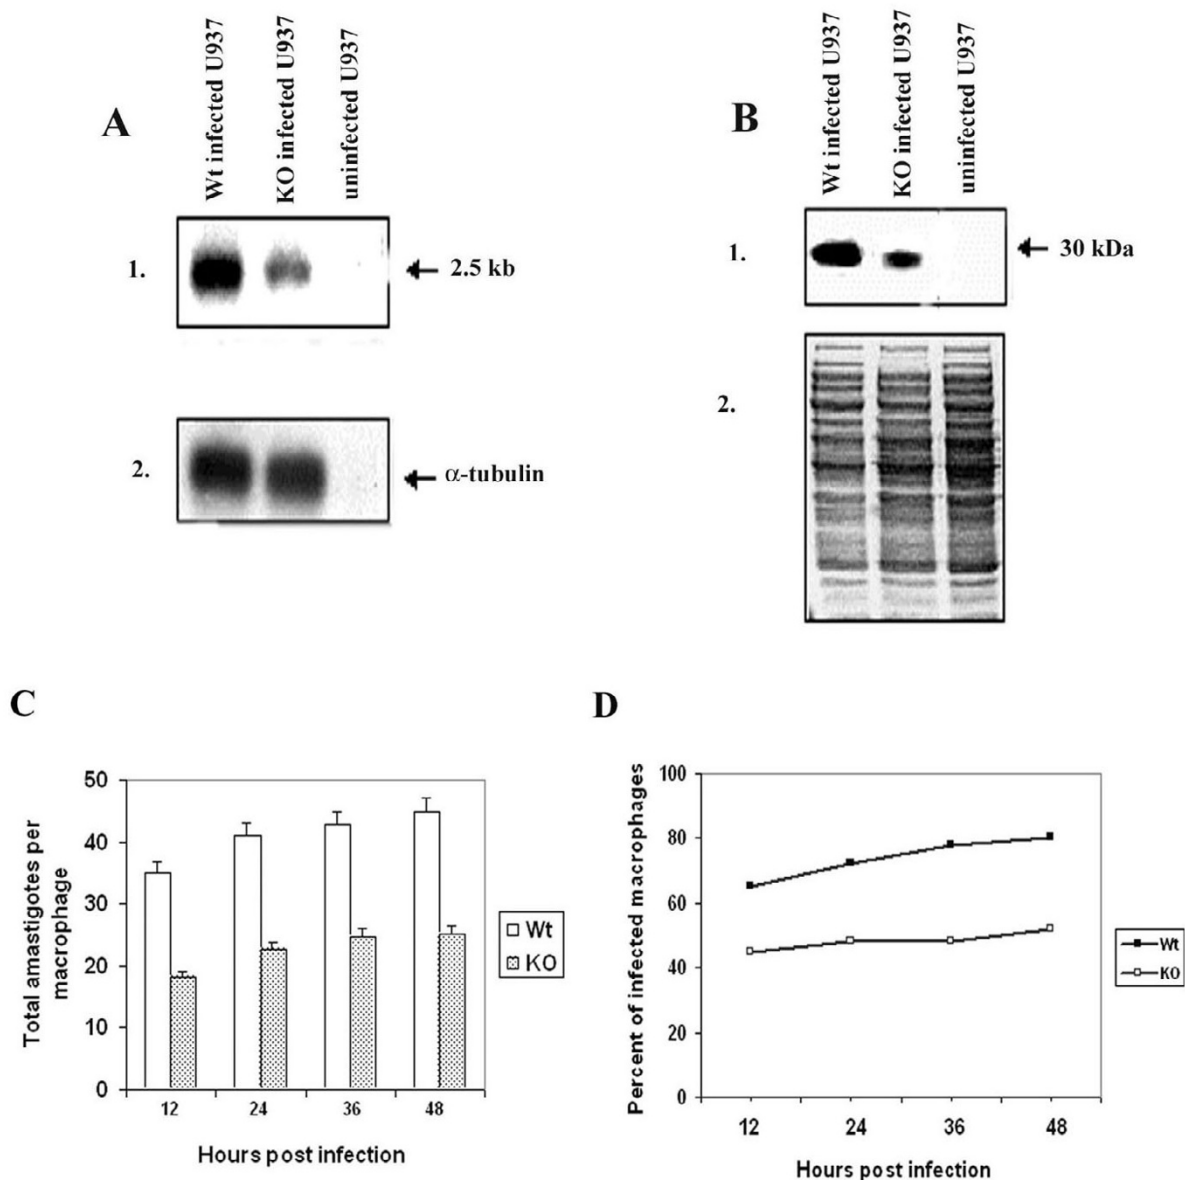 A
Wt infected U937
KO infected U937
uninfected U937
1.
2.5 kb
2.
α-tubulin
B
Wt infected U937
KO infected U937
uninfected U937
1.
30 kDa
2.
C
Total amastigotes per
macrophage
50
40
30
20
10
0
12 24 36 48
Hours post infection
Wt
KO
D
Percent of infected macrophages
100
80
60
40
20
0
12 24 36 48
Hours post infection
Wt
KO